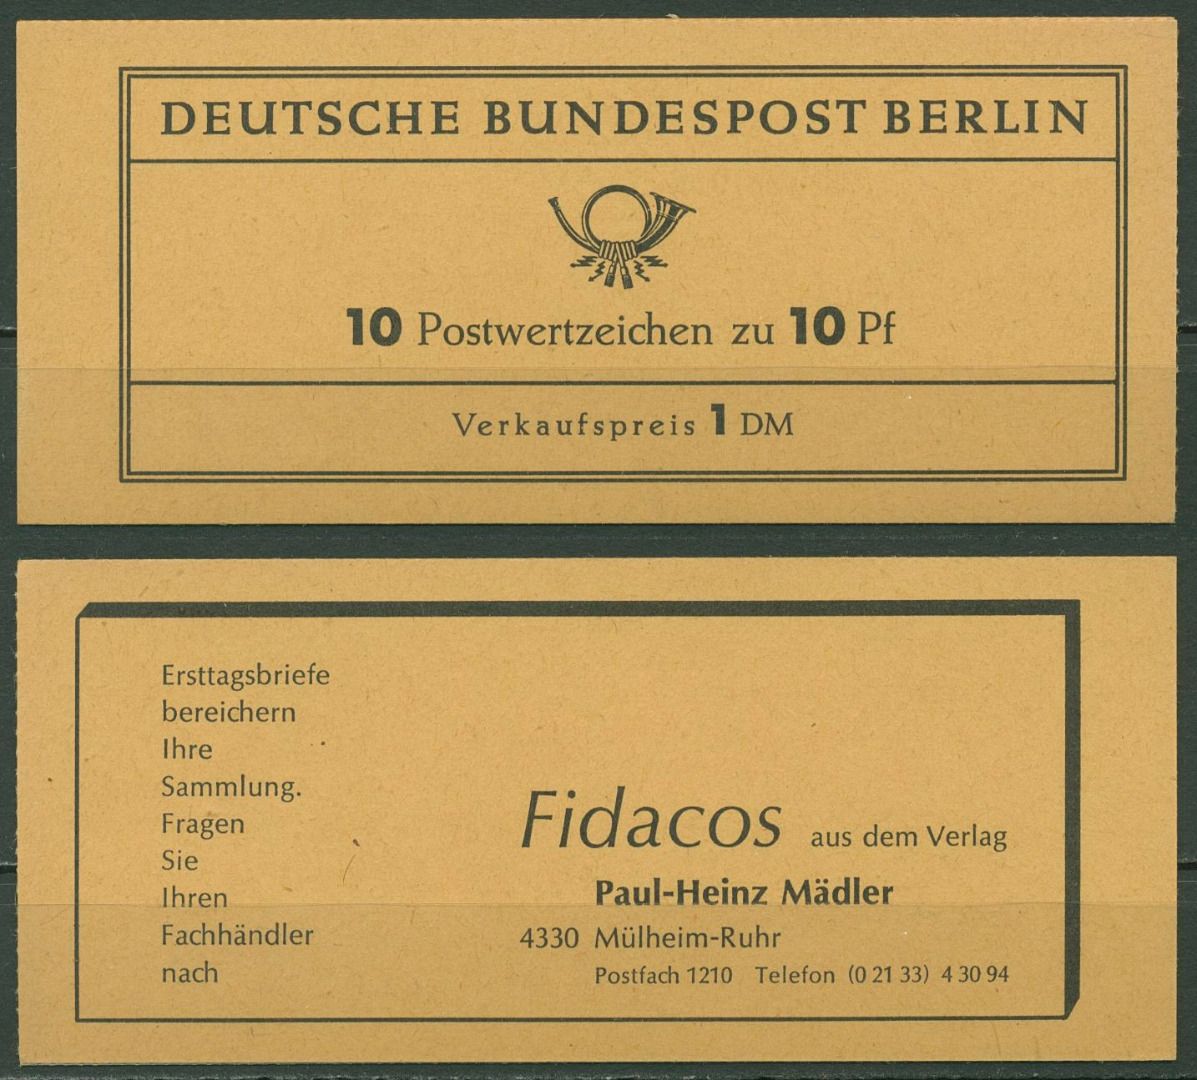 DEUTSCHE BUNDESPOST BERLIN
10 Postwertzeichen zu 10 Pf
Verkaufspreis 1 DM
Ersttagsbriefe
bereichern
Ihre
Sammlung.
Fragen
Sie
Ihren
Fachhändler
nach
Fidacos aus dem Verlag
Paul-Heinz Mädler
4330 Mülheim-Ruhr
Postfach 1210 Telefon (0 21 33) 4 30 94